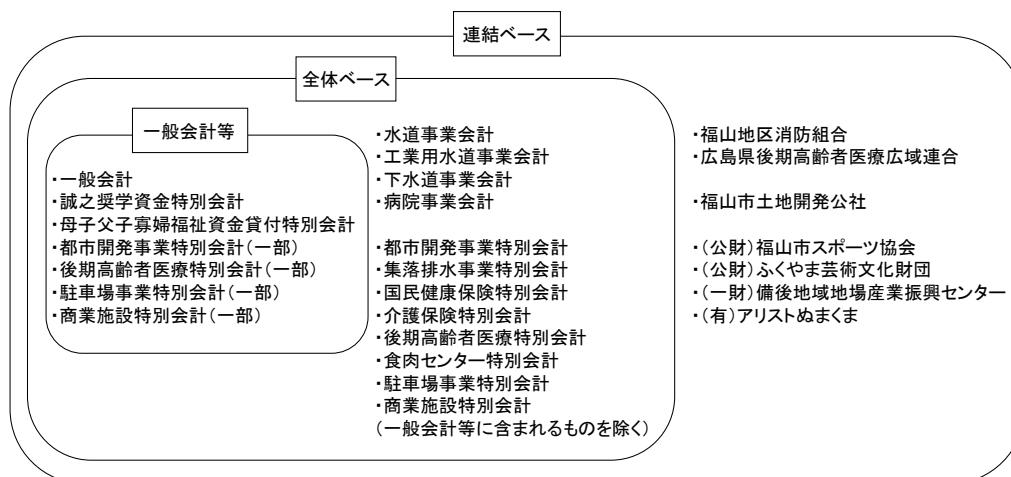 連結ベース
全体ベース
一般会計等
・一般会計
・誠之奨学資金特別会計
・母子父子寡婦福祉資金貸付特別会計
・都市開発事業特別会計(一部)
・後期高齢者医療特別会計(一部)
・駐車場事業特別会計(一部)
・商業施設特別会計(一部)
・水道事業会計
・工業用水道事業会計
・下水道事業会計
・病院事業会計
・都市開発事業特別会計
・集落排水事業特別会計
・国民健康保険特別会計
・介護保険特別会計
・後期高齢者医療特別会計
・食肉センター特別会計
・駐車場事業特別会計
・商業施設特別会計
(一般会計等に含まれるものを除く)
・福山地区消防組合
・広島県後期高齢者医療広域連合
・福山市土地開発公社
・(公財)福山市スポーツ協会
・(公財)ふくやま芸術文化財団
・(一財)備後地域地場産業振興センター
・(有)アリストぬまくま